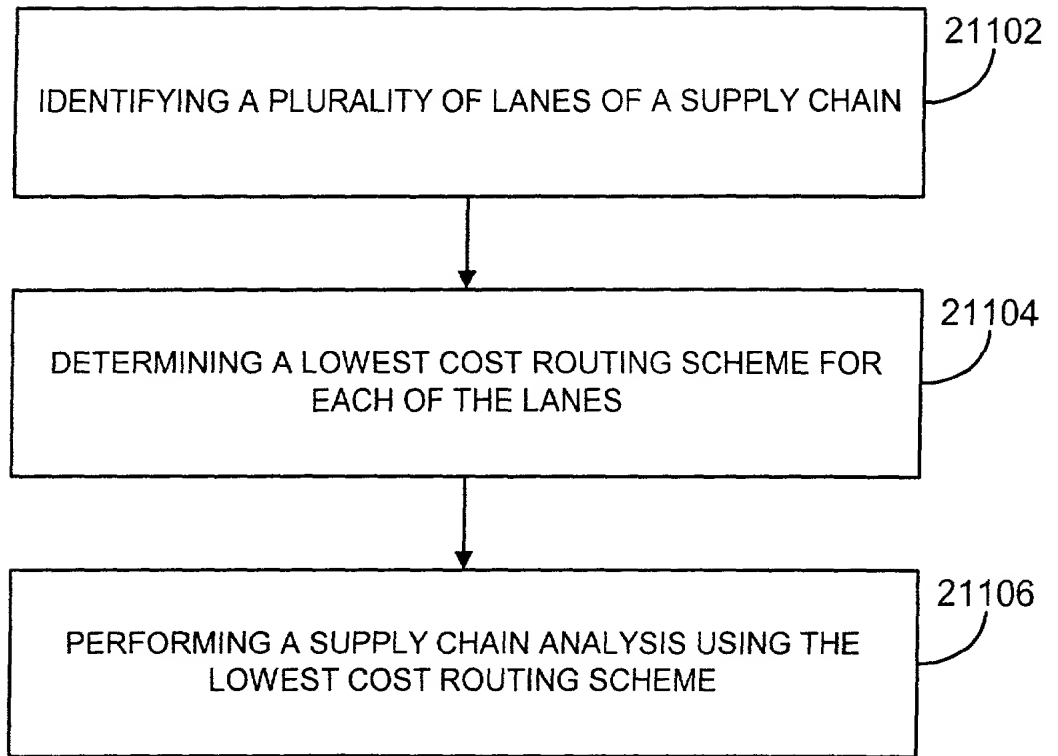 21102
IDENTIFYING A PLURALITY OF LANES OF A SUPPLY CHAIN
21104
DETERMINING A LOWEST COST ROUTING SCHEME FOR
EACH OF THE LANES
21106
PERFORMING A SUPPLY CHAIN ANALYSIS USING THE
LOWEST COST ROUTING SCHEME